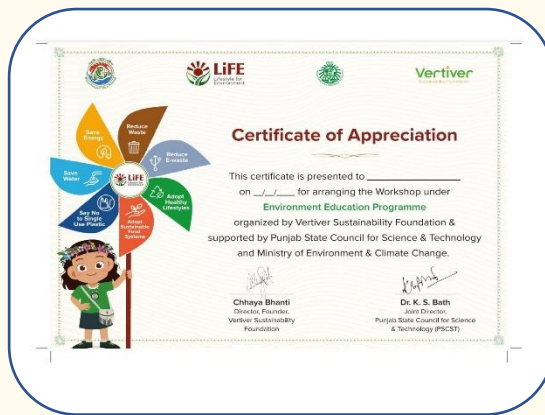 LiFE
Lifestyle for
Environment
Vertiver
Certificate of Appreciation
This certificate is presented to _______________
on __/__/____ for arranging the Workshop under
Environment Education Programme
organized by Vertiver Sustainability Foundation &
supported by Punjab State Council for Science & Technology
and Ministry of Environment & Climate Change.
Save
Energy
Reduce
Waste
Reduce
E-waste
Save
Water
LiFE
Adopt
Healthy
Lifestyles
Say No
to Single
Use Plastic
Adopt
Sustainable
Food
Systems
Chhaya Bhanti
Director, Founder,
Vertiver Sustainability
Foundation
Dr. K. S. Bath
Joint Director,
Punjab State Council for Science
& Technology (PSCST)